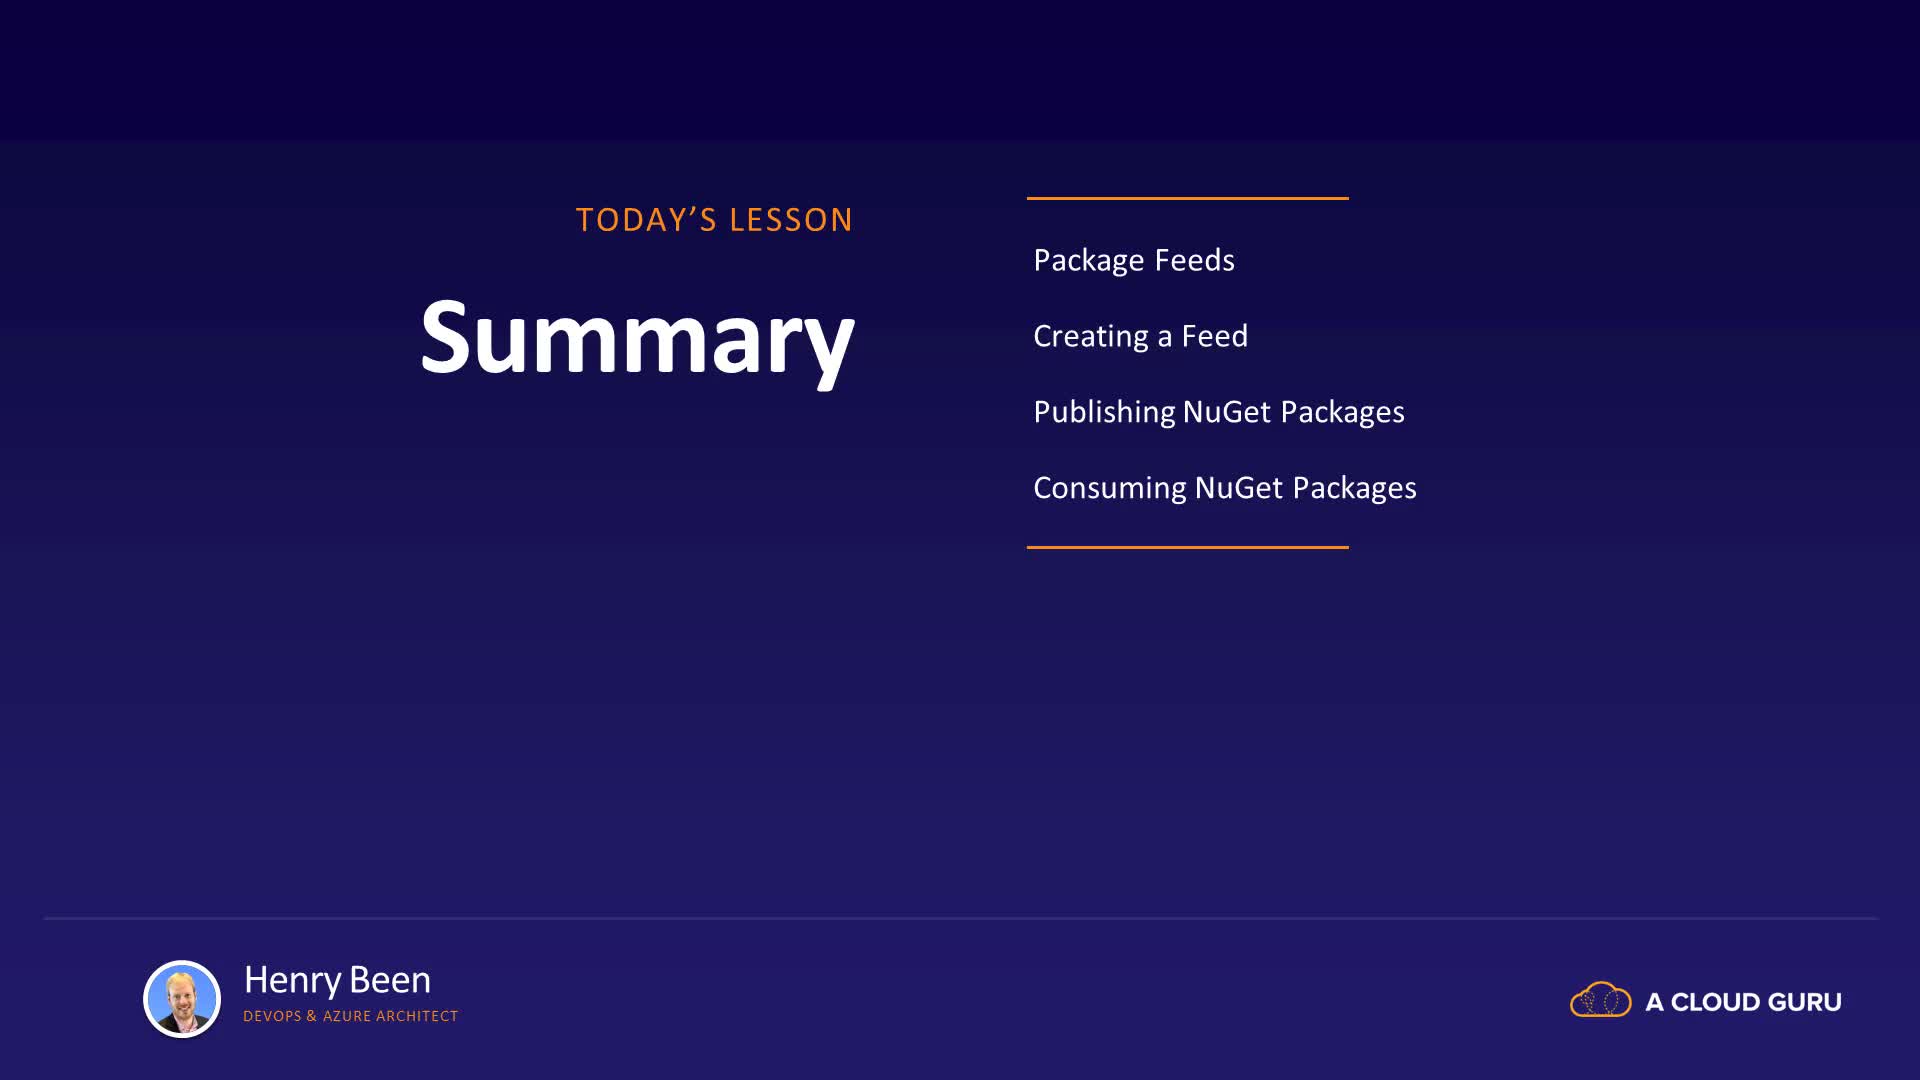 TODAY’S LESSON
Summary
Package Feeds
Creating a Feed
Publishing NuGet Packages
Consuming NuGet Packages
Henry Been
DEVOPS & AZURE ARCHITECT
A CLOUD GURU